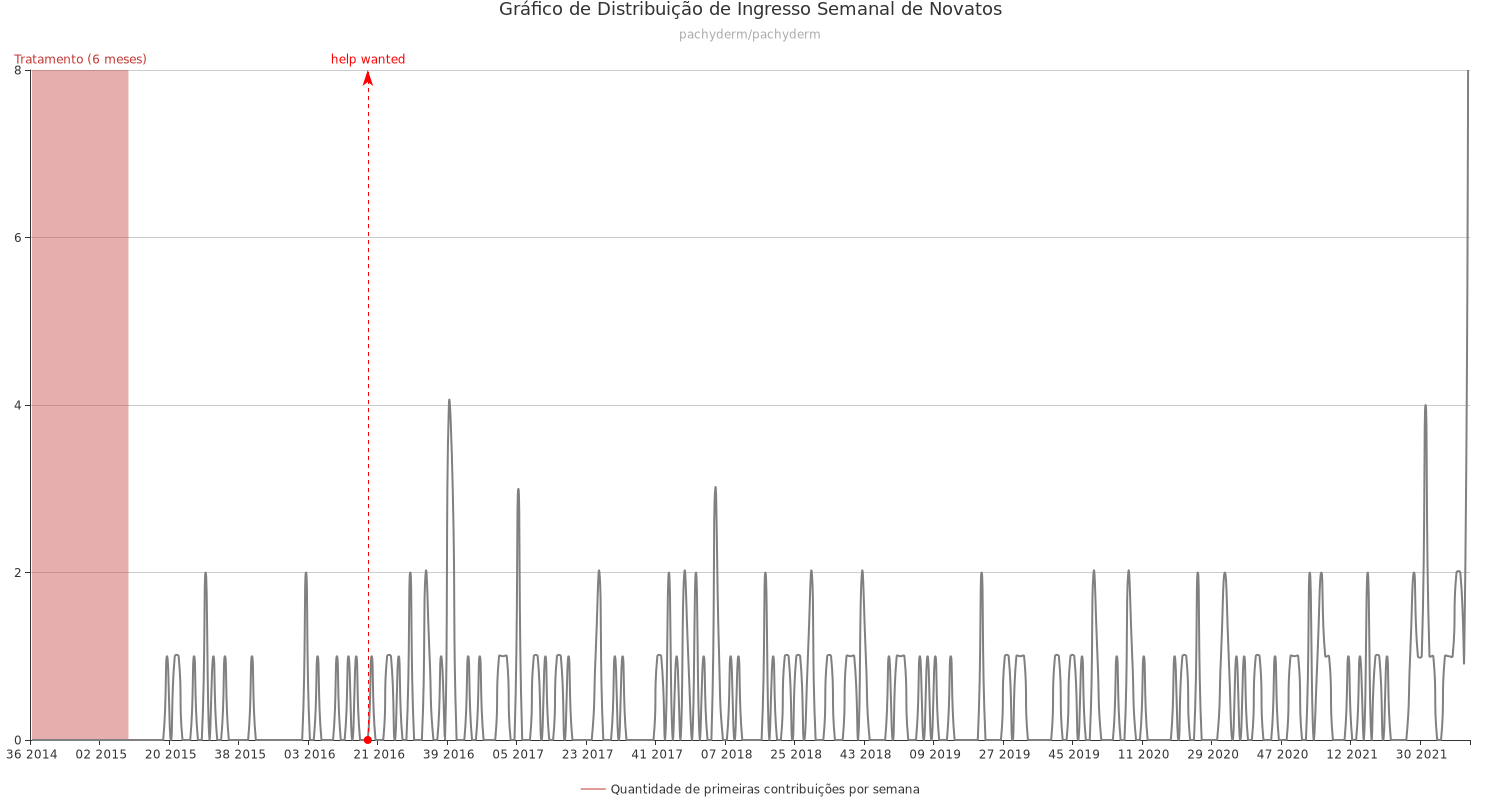 Gráfico de Distribuição de Ingresso Semanal de Novatos
pachyderm/pachyderm
Tratamento (6 meses)
help wanted
8
6
4
2
0
36 2014 02 2015 20 2015 38 2015 03 2016 21 2016 39 2016 05 2017 23 2017 41 2017 07 2018 25 2018 43 2018 09 2019 27 2019 45 2019 11 2020 29 2020 47 2020 12 2021 30 2021
Quantidade de primeiras contribuições por semana